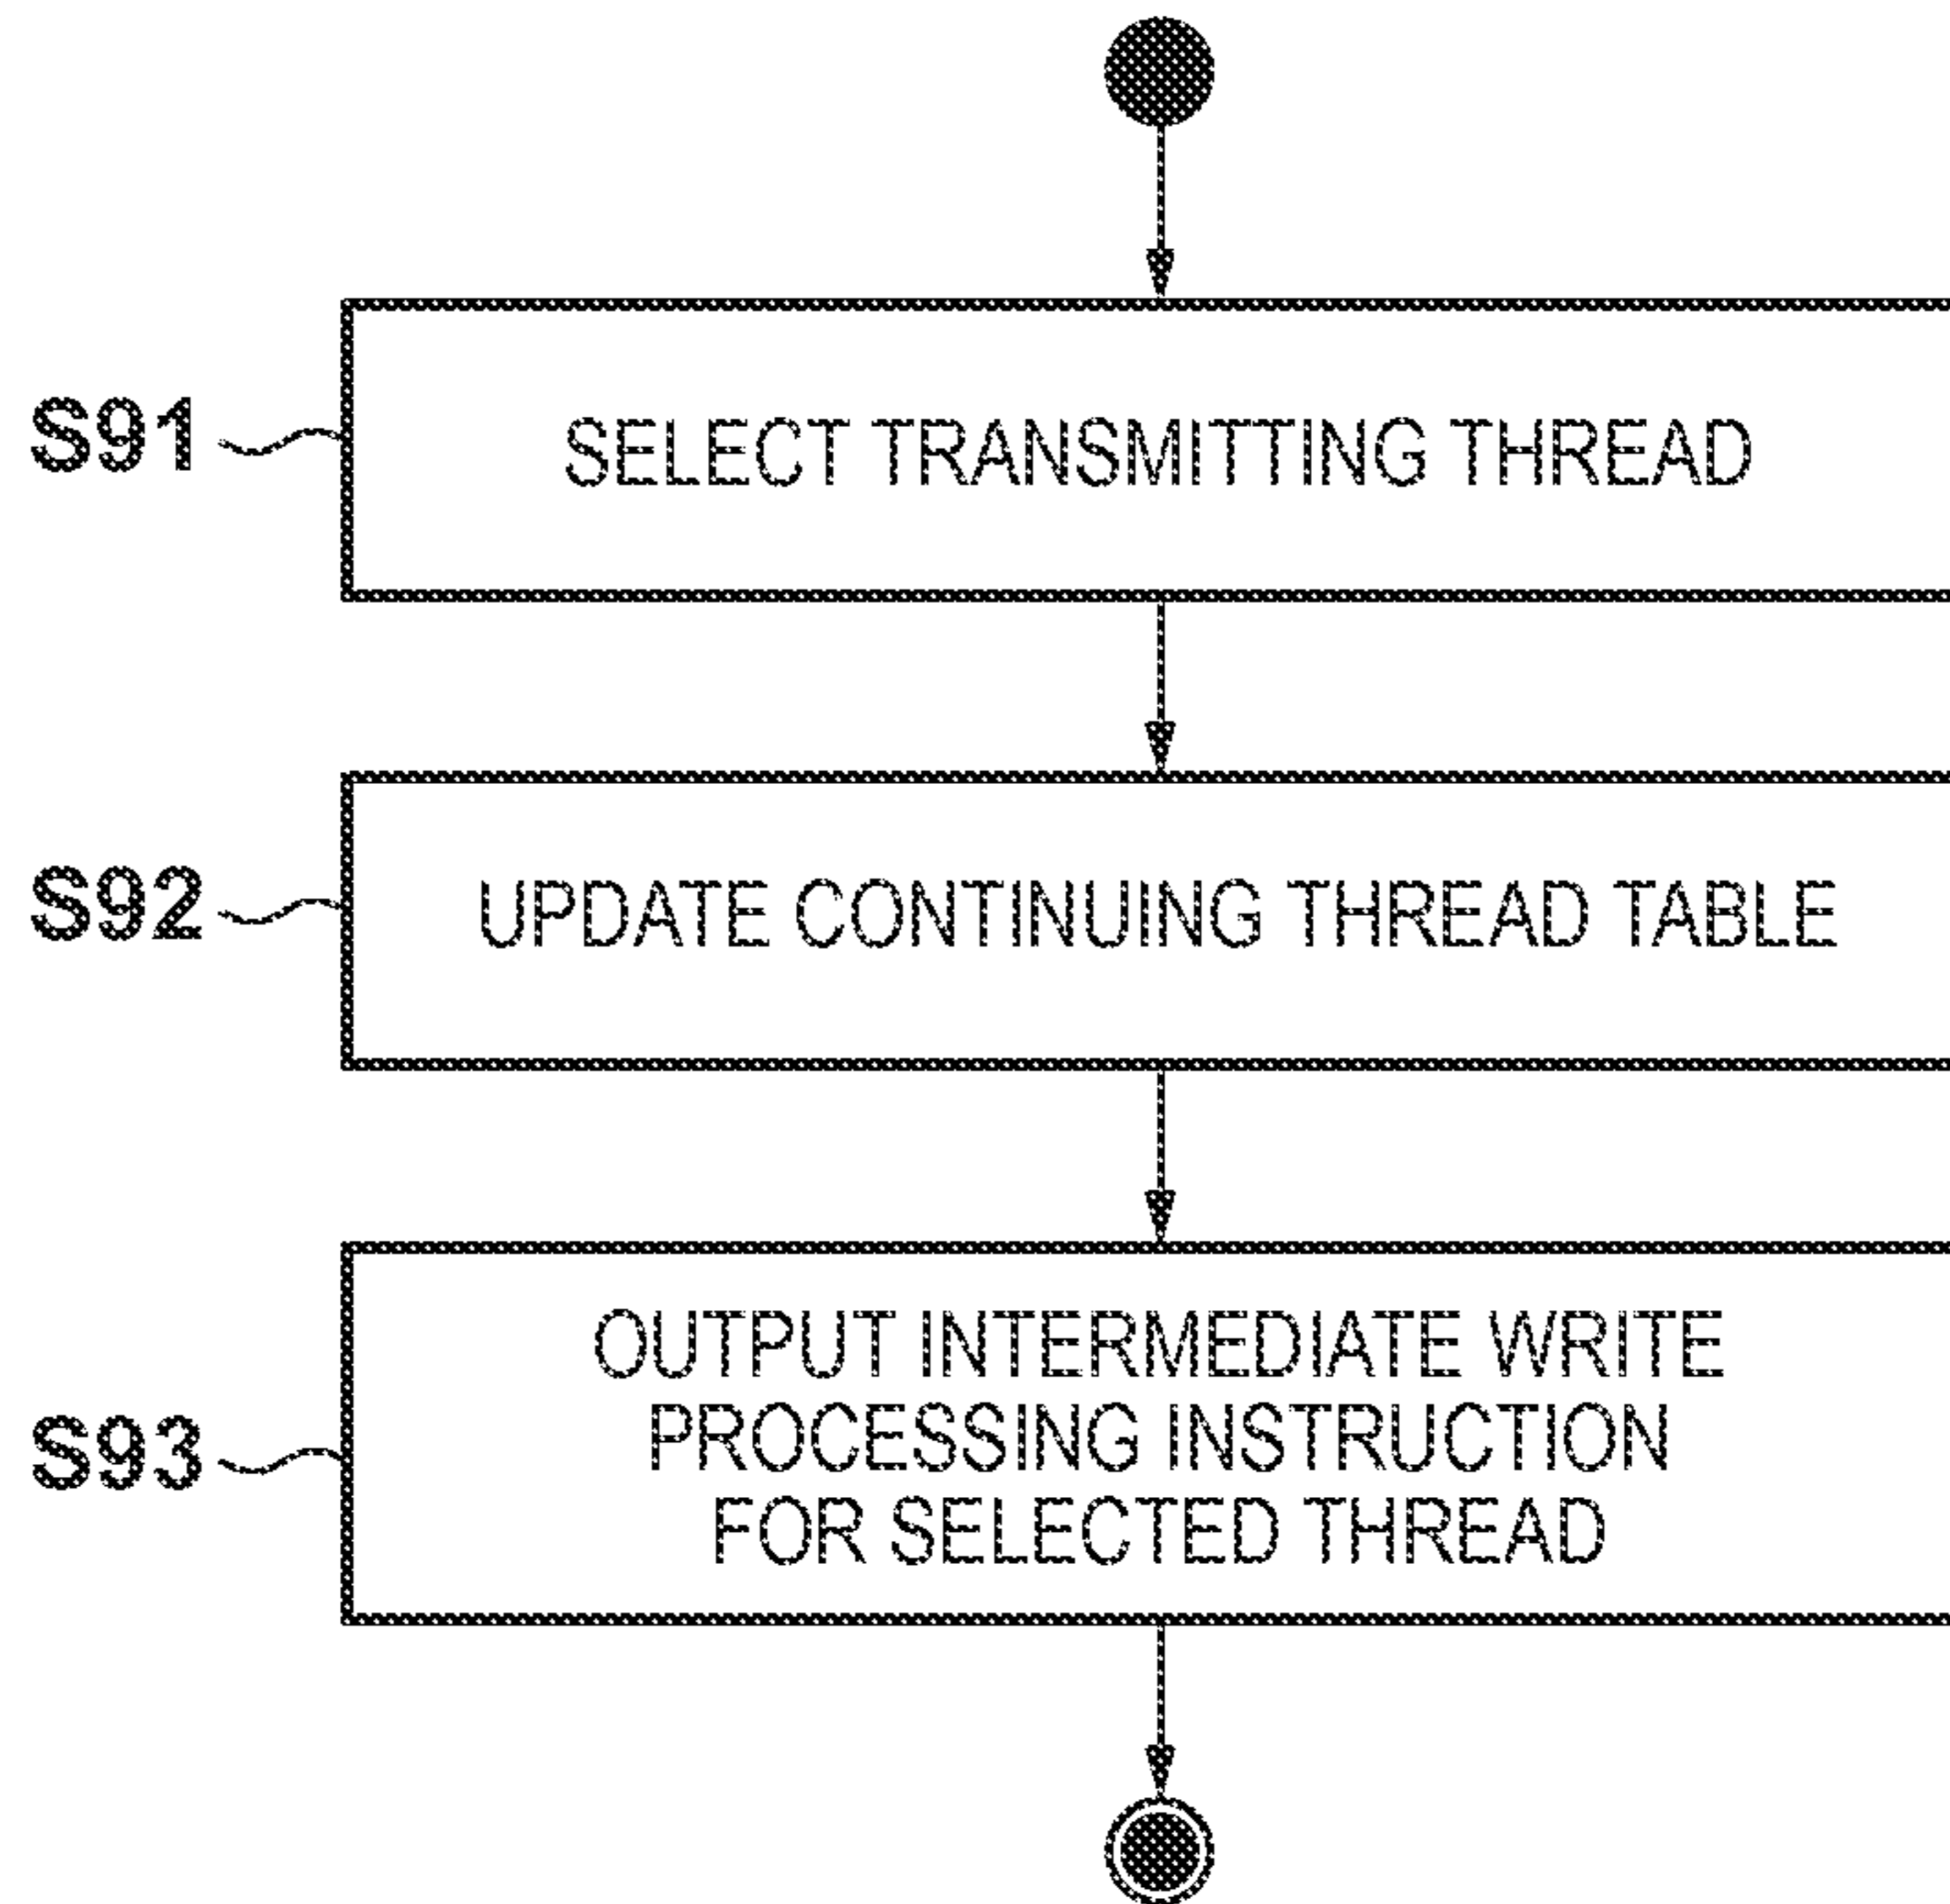 S91
SELECT TRANSMITTING THREAD
S92
UPDATE CONTINUING THREAD TABLE
S93
OUTPUT INTERMEDIATE WRITE
PROCESSING INSTRUCTION
FOR SELECTED THREAD